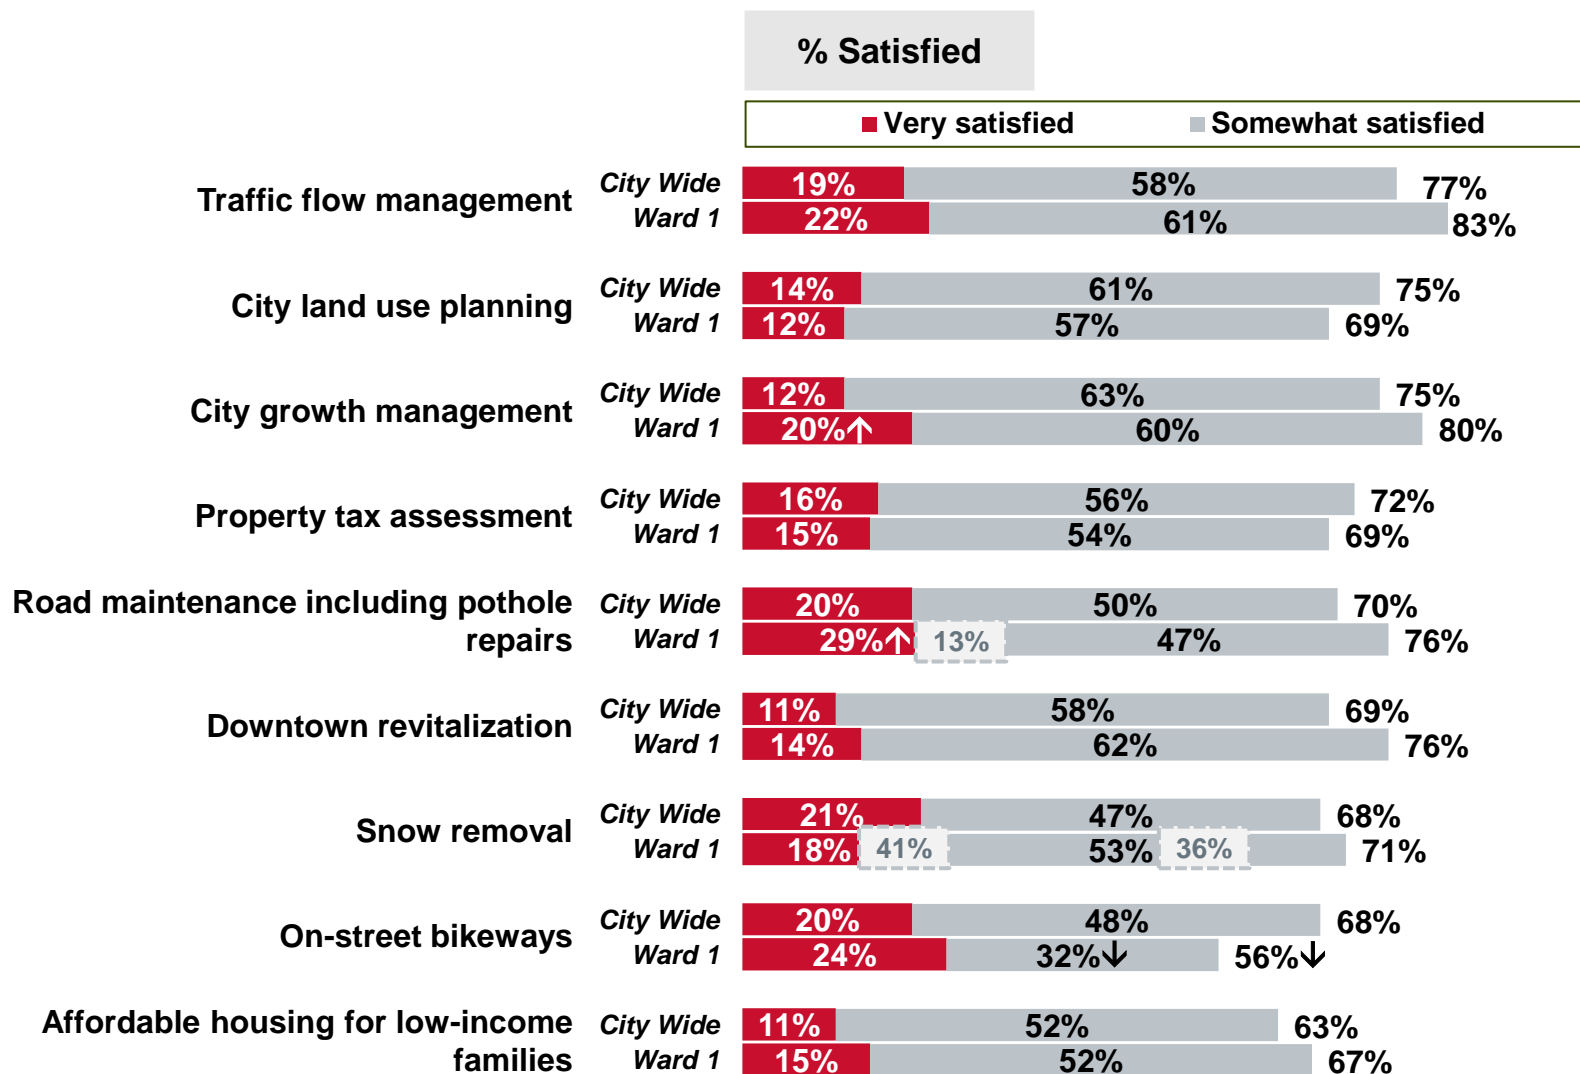 % Satisfied
Very satisfied Somewhat satisfied
Traffic flow management
City Wide 19% 58% 77%
Ward 1 22% 61% 83%
City land use planning
City Wide 14% 61% 75%
Ward 1 12% 57% 69%
City growth management
City Wide 12% 63% 75%
Ward 1 20%↑ 60% 80%
Property tax assessment
City Wide 16% 56% 72%
Ward 1 15% 54% 69%
Road maintenance including pothole
repairs
City Wide 20% 50% 70%
Ward 1 29%↑ 13% 47% 76%
Downtown revitalization
City Wide 11% 58% 69%
Ward 1 14% 62% 76%
Snow removal
City Wide 21% 47% 68%
Ward 1 18% 41% 53% 36% 71%
On-street bikeways
City Wide 20% 48% 68%
Ward 1 24% 32%↓ 56%↓
Affordable housing for low-income
families
City Wide 11% 52% 63%
Ward 1 15% 52% 67%